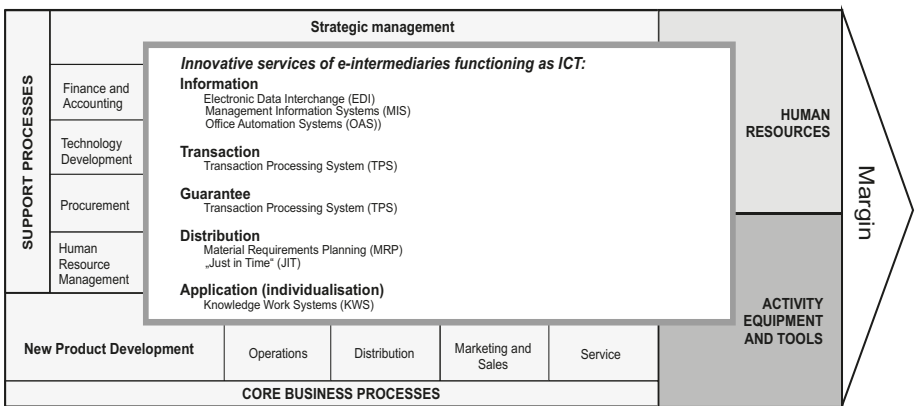 Strategic management
SUPPORT PROCESSES
Finance and
Accounting
Technology
Development
Procurement
Human
Resource
Management
Innovative services of e-intermediaries functioning as ICT:
Information
Electronic Data Interchange (EDI)
Management Information Systems (MIS)
Office Automation Systems (OAS))
Transaction
Transaction Processing System (TPS)
Guarantee
Transaction Processing System (TPS)
Distribution
Material Requirements Planning (MRP)
„Just in Time“ (JIT)
Application (individualisation)
Knowledge Work Systems (KWS)
HUMAN
RESOURCES
ACTIVITY
EQUIPMENT
AND TOOLS
Margin
New Product Development
Operations
Distribution
Marketing and
Sales
Service
CORE BUSINESS PROCESSES